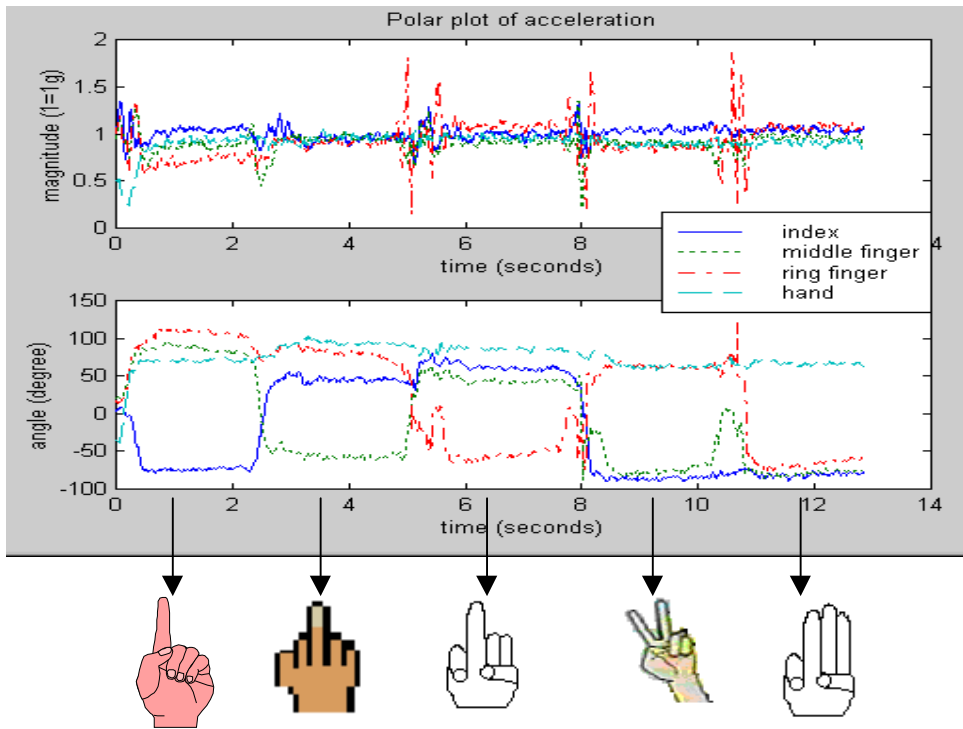 Polar plot of acceleration
magnitude (1=1g)
2
1.5
1
0.5
0
0 2 4 6 8 14
time (seconds)
index
middle finger
ring finger
hand
angle (degree)
150
100
50
0
-50
-100
0 2 4 6 8 10 12 14
time (seconds)